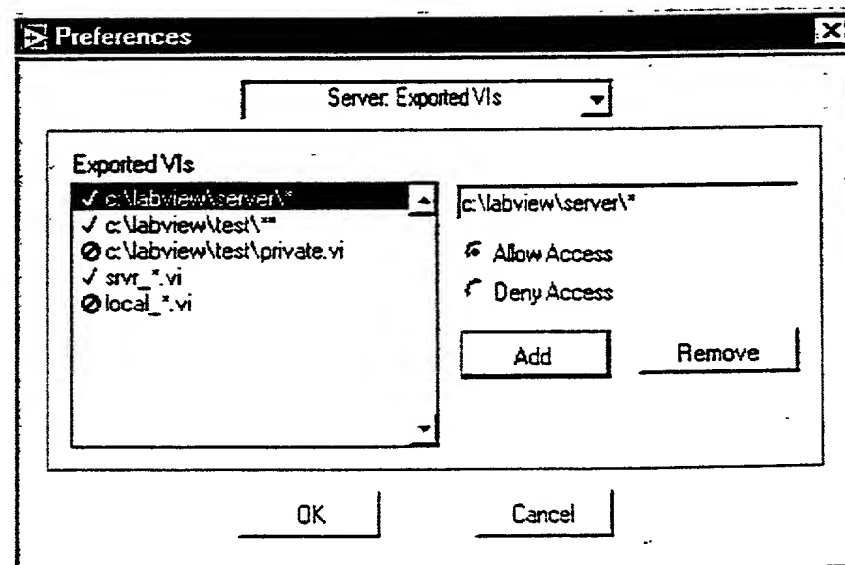 Preferences
Server: Exported VIs
Exported VIs
✓ c:\labview\server\*
✓ c:\labview\test\**
⊘ c:\labview\test\private.vi
✓ srvr_*.vi
⊘ local_*.vi
c:\labview\server\*
Allow Access
Deny Access
Add
Remove
OK
Cancel